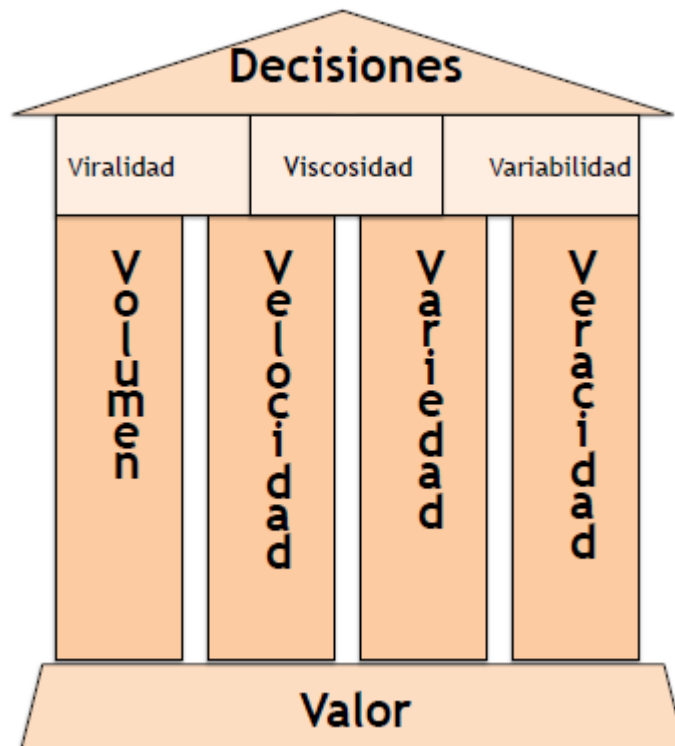 Decisiones
Viralidad
Viscosidad
Variabilidad
Volumen
Velocidad
Variedad
Veracidad
Valor